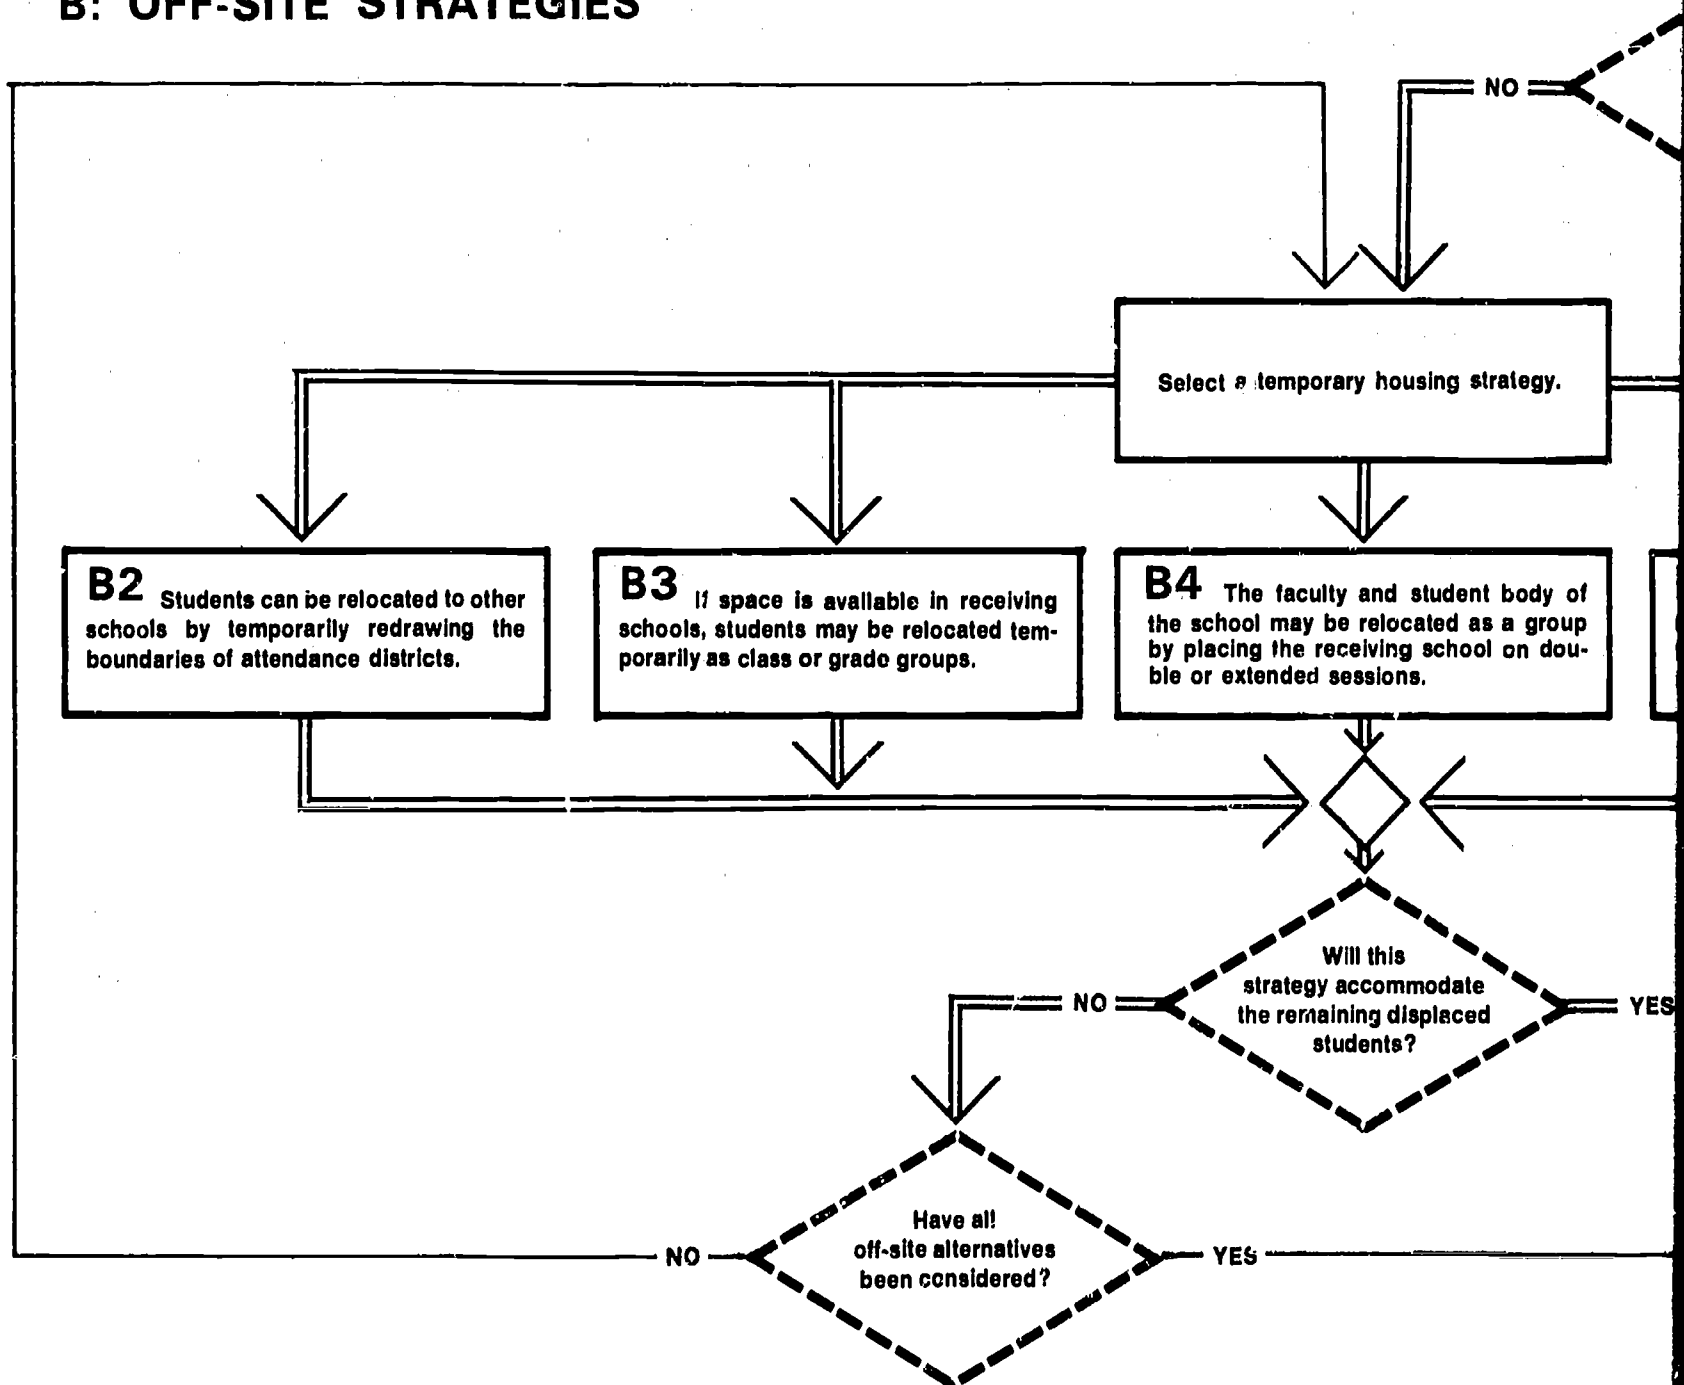 B: OFF-SITE STRATEGIES
NO
Select a temporary housing strategy.
B2 Students can be relocated to other
schools by temporarily redrawing the
boundaries of attendance districts.
B3 If space is available in receiving
schools, students may be relocated tem-
porarily as class or grade groups.
B4 The faculty and student body of
the school may be relocated as a group
by placing the receiving school on dou-
ble or extended sessions.
Will this
strategy accommodate
the remaining displaced
students?
NO
YES
Have all
off-site alternatives
been considered?
NO
YES